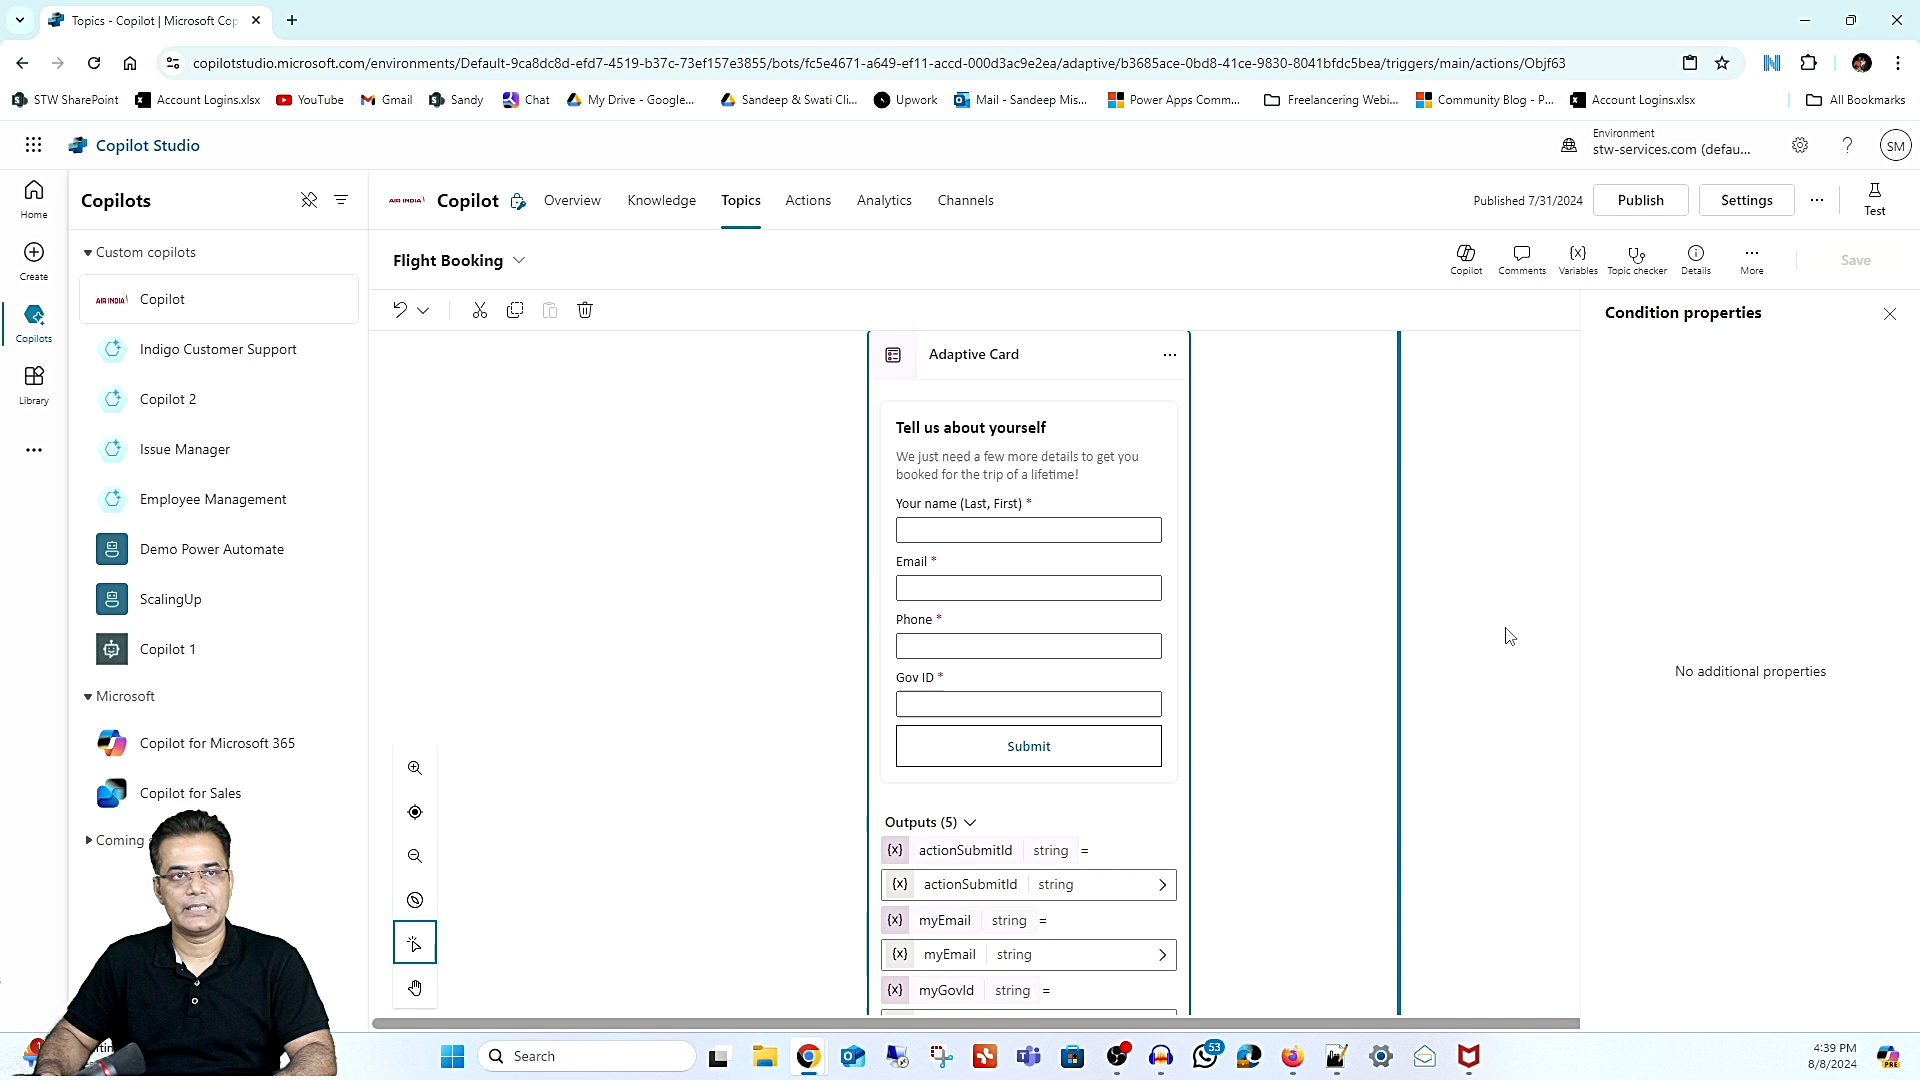 Topics - Copilot | Microsoft Cop
copilotstudio.microsoft.com/environments/Default-9ca8dc8d-efd7-4519-b37c-73ef157e3855/bots/fc5e4671-a649-ef11-accd-000d3ac9e2ea/adaptive/b3685ace-0bd8-41ce-9830-8041bfdc5bea/triggers/main/actions/Objf63
STW SharePoint
Account Logins.xlsx
YouTube
Gmail
Sandy
Chat
My Drive - Google...
Sandeep & Swati Cli...
Upwork
Mail - Sandeep Mis...
Power Apps Comm...
Freelancering Webi...
Community Blog - P...
Account Logins.xlsx
All Bookmarks
Copilot Studio
Environment
stw-services.com (defau...
SM
Home
Create
Copilots
Library
Copilots
Custom copilots
AIR INDIA
Copilot
Indigo Customer Support
Copilot 2
Issue Manager
Employee Management
Demo Power Automate
ScalingUp
Copilot 1
Microsoft
Copilot for Microsoft 365
Copilot for Sales
Coming
AIR INDIA
Copilot
Overview
Knowledge
Topics
Actions
Analytics
Channels
Published 7/31/2024
Publish
Settings
Test
Flight Booking
Copilot
Comments
Variables
Topic checker
Details
More
Save
Adaptive Card
Tell us about yourself
We just need a few more details to get you
booked for the trip of a lifetime!
Your name (Last, First) *
Email *
Phone *
Gov ID *
Submit
Outputs (5)
{x} actionSubmitId string =
{x} actionSubmitId string
{x} myEmail string =
{x} myEmail string
{x} myGovId string =
Condition properties
No additional properties
Search
53
4:39 PM
8/8/2024
PRE